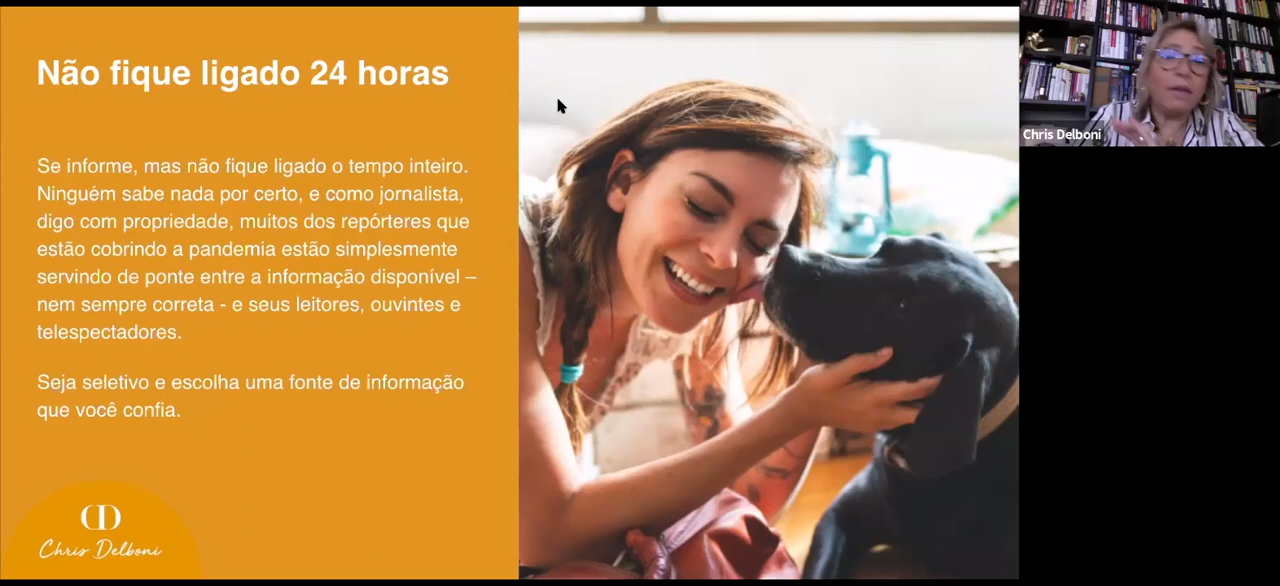 Não fique ligado 24 horas
Se informe, mas não fique ligado o tempo inteiro.
Ninguém sabe nada por certo, e como jornalista,
digo com propriedade, muitos dos repórteres que
estão cobrindo a pandemia estão simplesmente
servindo de ponte entre a informação disponível –
nem sempre correta - e seus leitores, ouvintes e
telespectadores.
Seja seletivo e escolha uma fonte de informação
que você confia.
CD
Chris Delboni
Chris Delboni